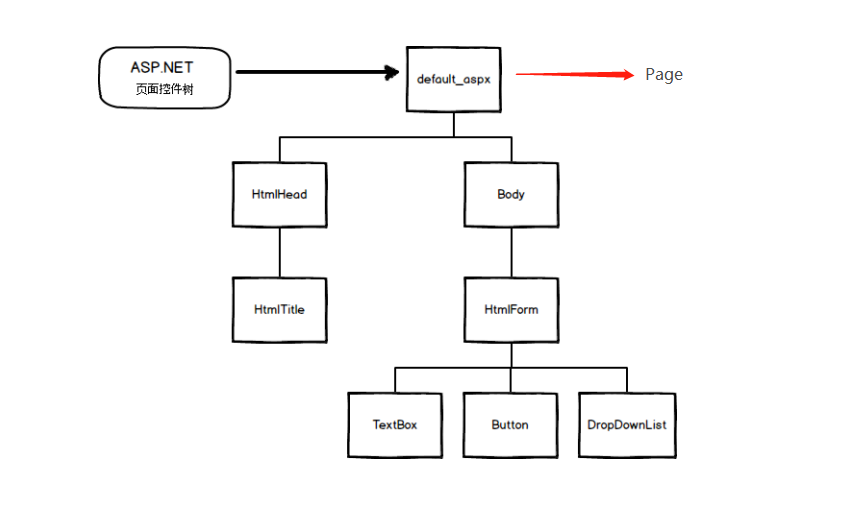 ASP.NET
页面控件树
default_aspx
Page
HtmlHead
Body
HtmlTitle
HtmlForm
TextBox
Button
DropDownList